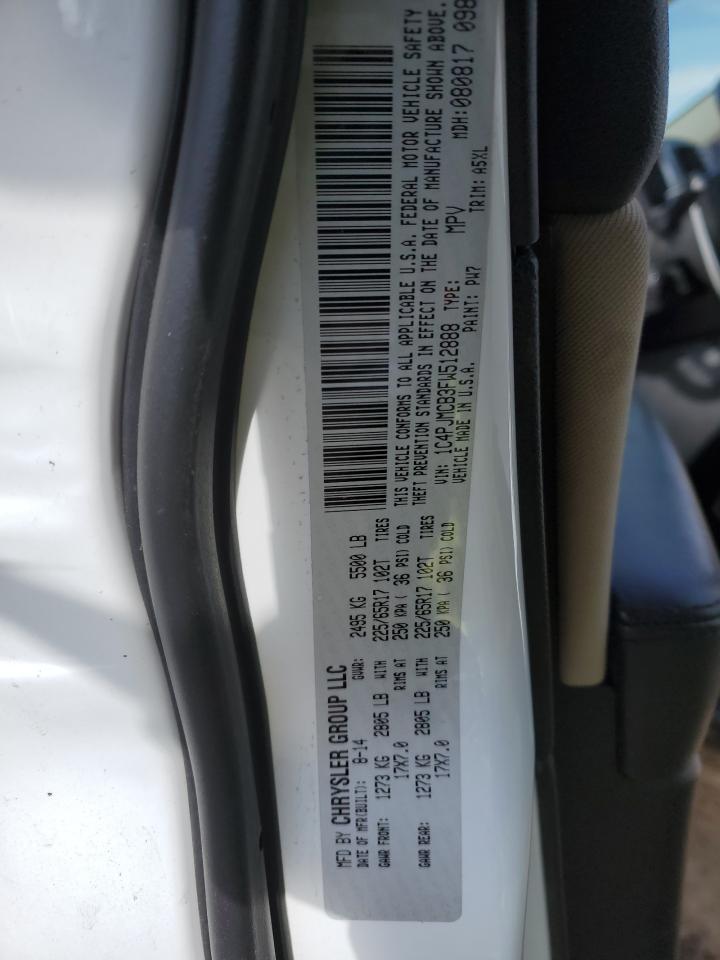 MFD BY CHRYSLER GROUP LLC
DATE OF MFR(BUILT): 8-14 GVWR: 2495 KG 5500 LB
GAWR FRONT: 1273 KG 2805 LB WITH 225/65R17 102T TIRES
17X7.0 RIMS AT 250 KPA ( 36 PSI) COLD
GAWR REAR: 1273 KG 2805 LB WITH 225/65R17 102T TIRES
17X7.0 RIMS AT 250 KPA ( 36 PSI) COLD
THIS VEHICLE CONFORMS TO ALL APPLICABLE U.S.A. FEDERAL MOTOR VEHICLE SAFETY
THEFT PREVENTION STANDARDS IN EFFECT ON THE DATE OF MANUFACTURE SHOWN ABOVE.
VIN: 1C4PJMCB3FW512888 TYPE: MPV MDH: 080817 098
VEHICLE MADE IN U.S.A. PAINT: PW7 TRIM: A5XL